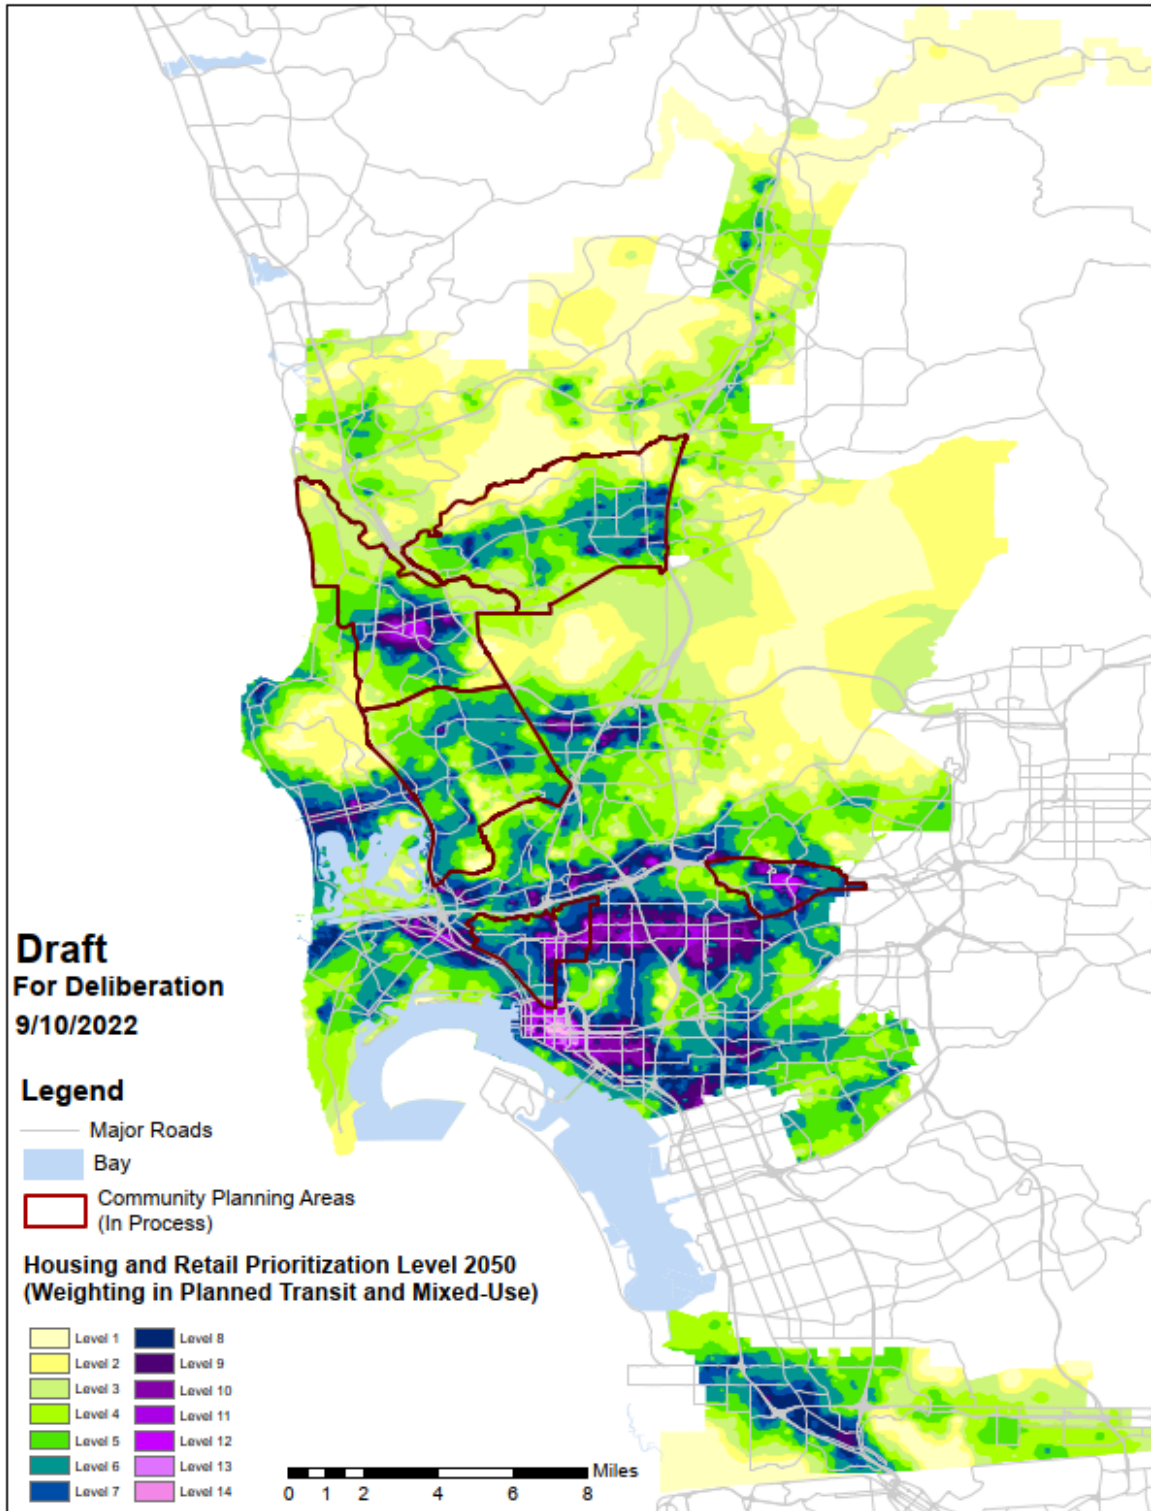 Draft
For Deliberation
9/10/2022
Legend
Major Roads
Bay
Community Planning Areas
(In Process)
Housing and Retail Prioritization Level 2050
(Weighting in Planned Transit and Mixed-Use)
Level 1
Level 2
Level 3
Level 4
Level 5
Level 6
Level 7
Level 8
Level 9
Level 10
Level 11
Level 12
Level 13
Level 14
Miles
0 1 2 4 6 8